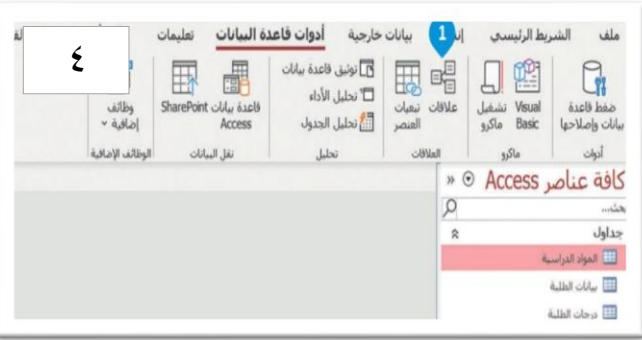 ملف الشريط الرئيسي 1 بيانات خارجية أدوات قاعدة البيانات تعليمات
٤
ضغط قاعدة بيانات وإصلاحها
Visual Basic
تشغيل ماكرو
علاقات
تبعيات العنصر
توثيق قاعدة بيانات
تحليل الأداء
تحليل الجدول
قاعدة بيانات Access
SharePoint
وظائف إضافية
أدوات ماكرو العلاقات تحليل نقل البيانات الوظائف الإضافية
كافة عناصر Access
بحث...
جداول
المواد الدراسية
بيانات الطلبة
درجات الطلبة